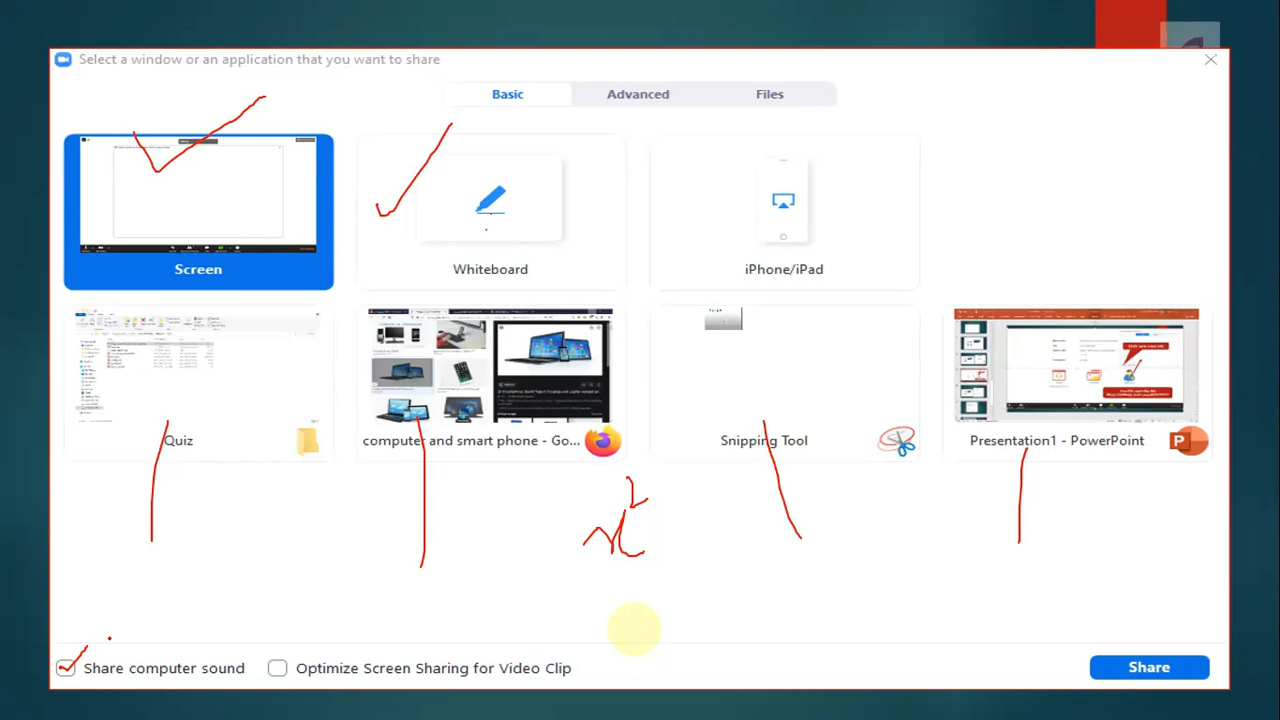 Select a window or an application that you want to share
Basic Advanced Files
Screen
Whiteboard
iPhone/iPad
Quiz
computer and smart phone - Go...
Snipping Tool
Presentation1 - PowerPoint
x²
Share computer sound
Optimize Screen Sharing for Video Clip
Share